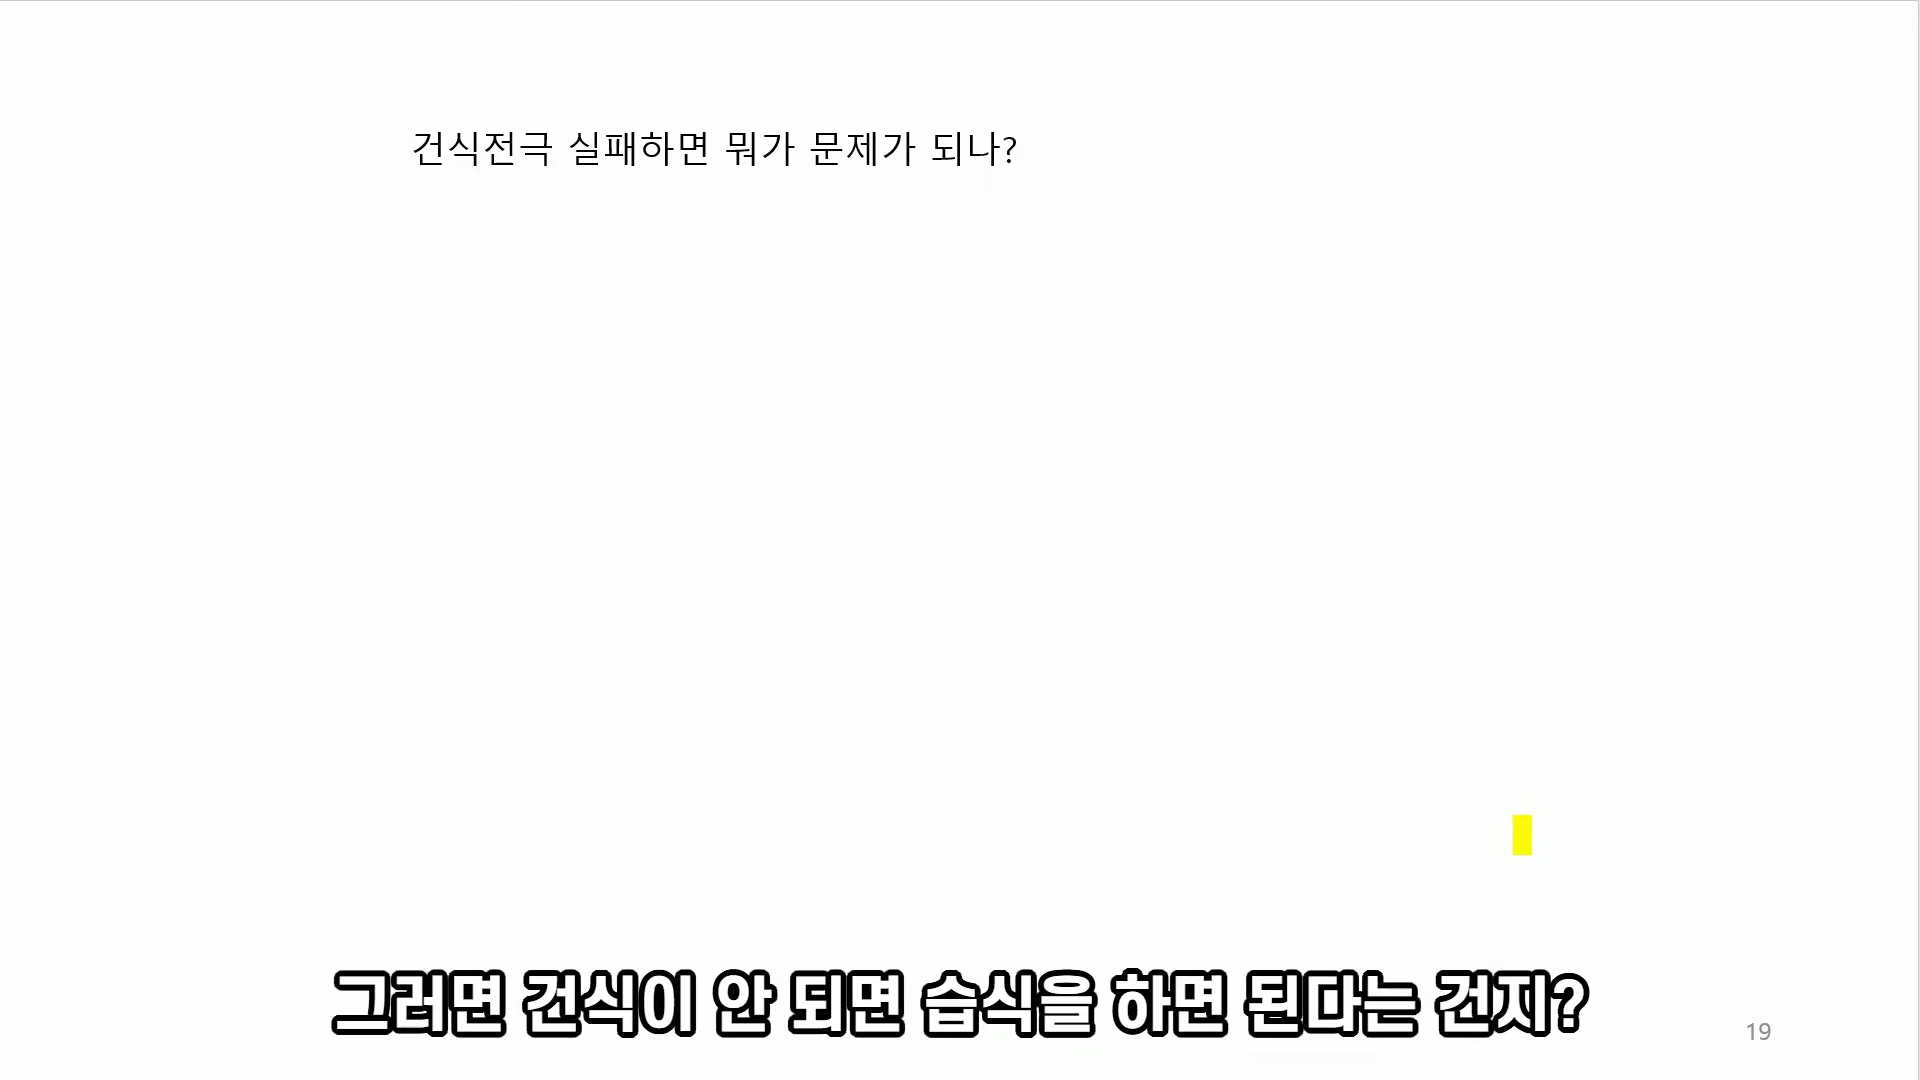 건식전극 실패하면 뭐가 문제가 되나?
그러면 건식이 안 되면 습식을 하면 된다는 건지?
19